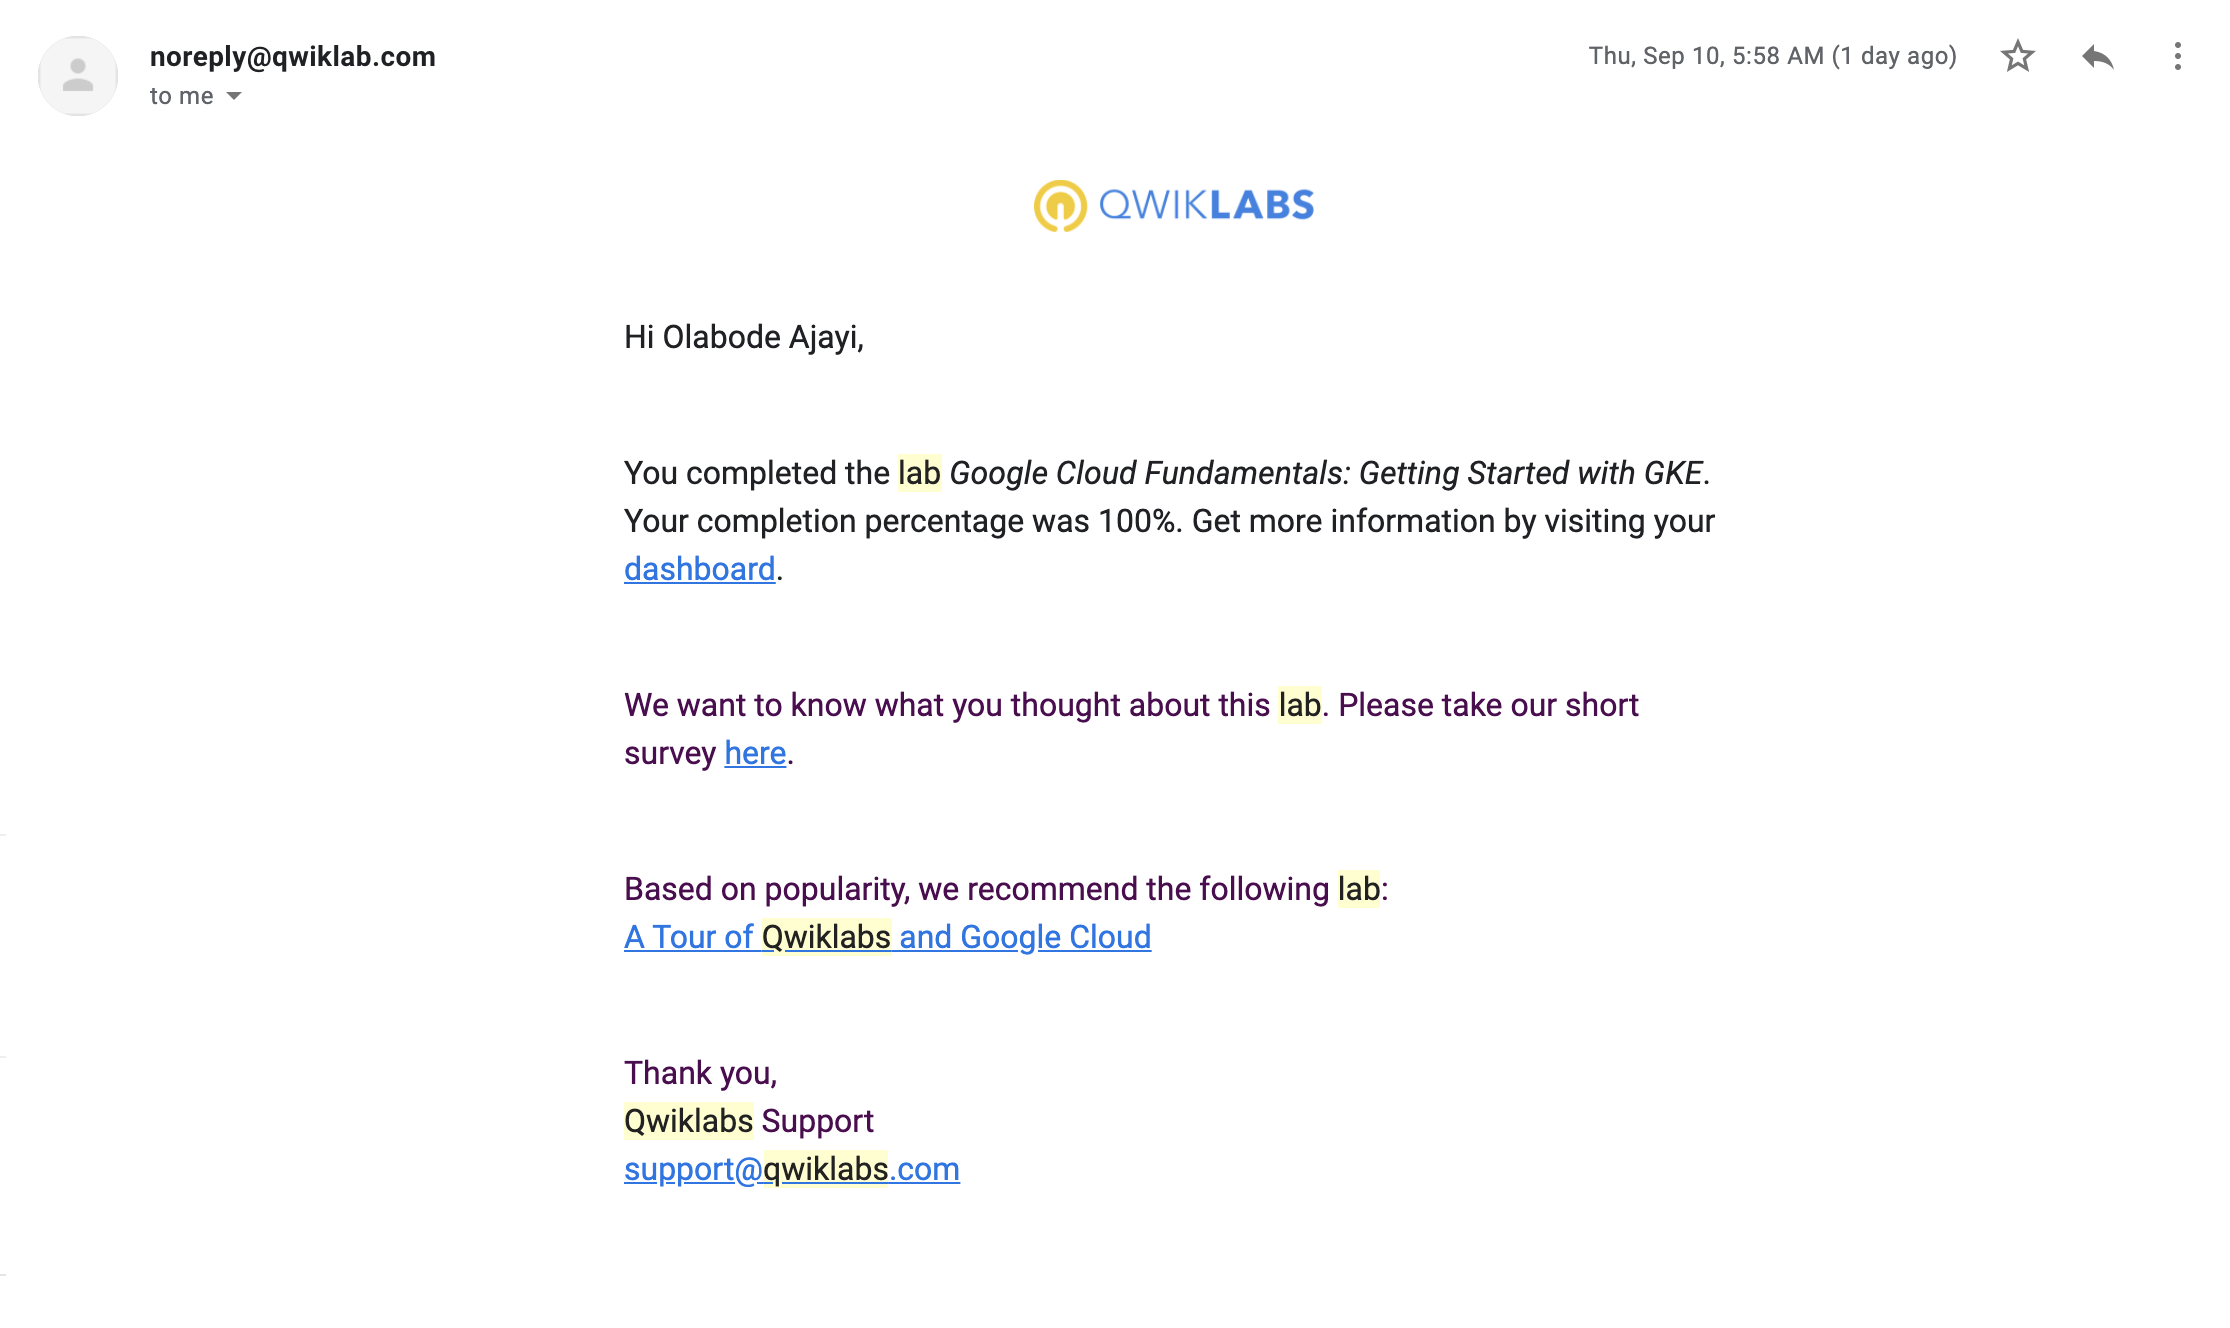 noreply@qwiklab.com
Thu, Sep 10, 5:58 AM (1 day ago)
to me
QWIKLABS
Hi Olabode Ajayi,
You completed the lab Google Cloud Fundamentals: Getting Started with GKE.
Your completion percentage was 100%. Get more information by visiting your
dashboard.
We want to know what you thought about this lab. Please take our short
survey here.
Based on popularity, we recommend the following lab:
A Tour of Qwiklabs and Google Cloud
Thank you,
Qwiklabs Support
support@qwiklabs.com